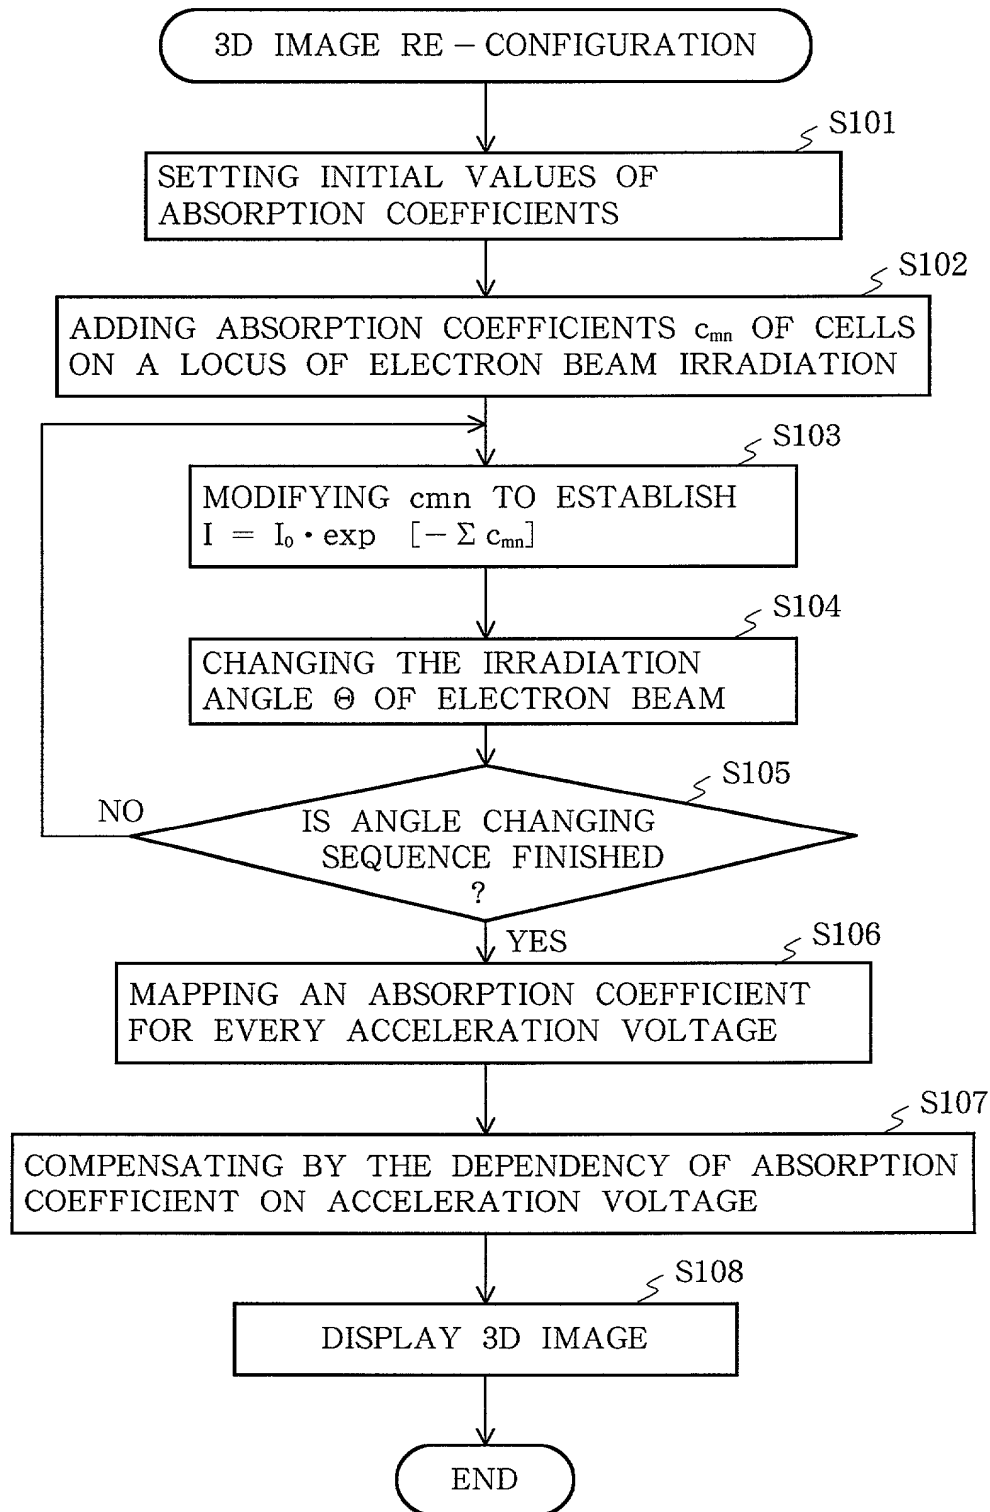 3D IMAGE RE – CONFIGURATION
S101
SETTING INITIAL VALUES OF
ABSORPTION COEFFICIENTS
S102
ADDING ABSORPTION COEFFICIENTS cₘₙ OF CELLS
ON A LOCUS OF ELECTRON BEAM IRRADIATION
S103
MODIFYING cmn TO ESTABLISH
I = I₀ · exp [– Σ cₘₙ]
S104
CHANGING THE IRRADIATION
ANGLE Θ OF ELECTRON BEAM
S105
NO
IS ANGLE CHANGING
SEQUENCE FINISHED
?
YES
S106
MAPPING AN ABSORPTION COEFFICIENT
FOR EVERY ACCELERATION VOLTAGE
S107
COMPENSATING BY THE DEPENDENCY OF ABSORPTION
COEFFICIENT ON ACCELERATION VOLTAGE
S108
DISPLAY 3D IMAGE
END